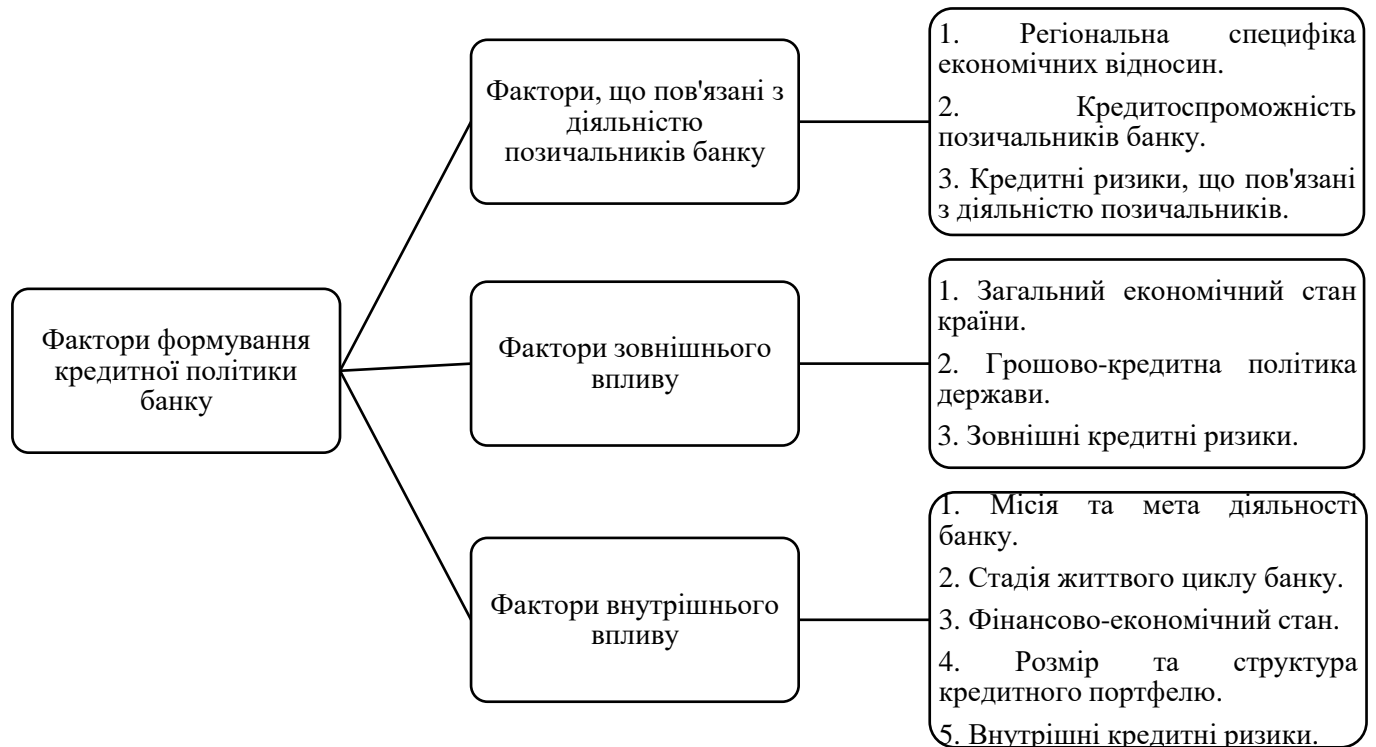 Фактори формування
кредитної політики
банку
Фактори, що пов'язані з
діяльністю
позичальників банку
1. Регіональна специфіка
економічних відносин.
2. Кредитоспроможність
позичальників банку.
3. Кредитні ризики, що пов'язані
з діяльністю позичальників.
Фактори зовнішнього
впливу
1. Загальний економічний стан
країни.
2. Грошово-кредитна політика
держави.
3. Зовнішні кредитні ризики.
Фактори внутрішнього
впливу
1. Місія та мета діяльності
банку.
2. Стадія життвого циклу банку.
3. Фінансово-економічний стан.
4. Розмір та структура
кредитного портфелю.
5. Внутрішні кредитні ризики.